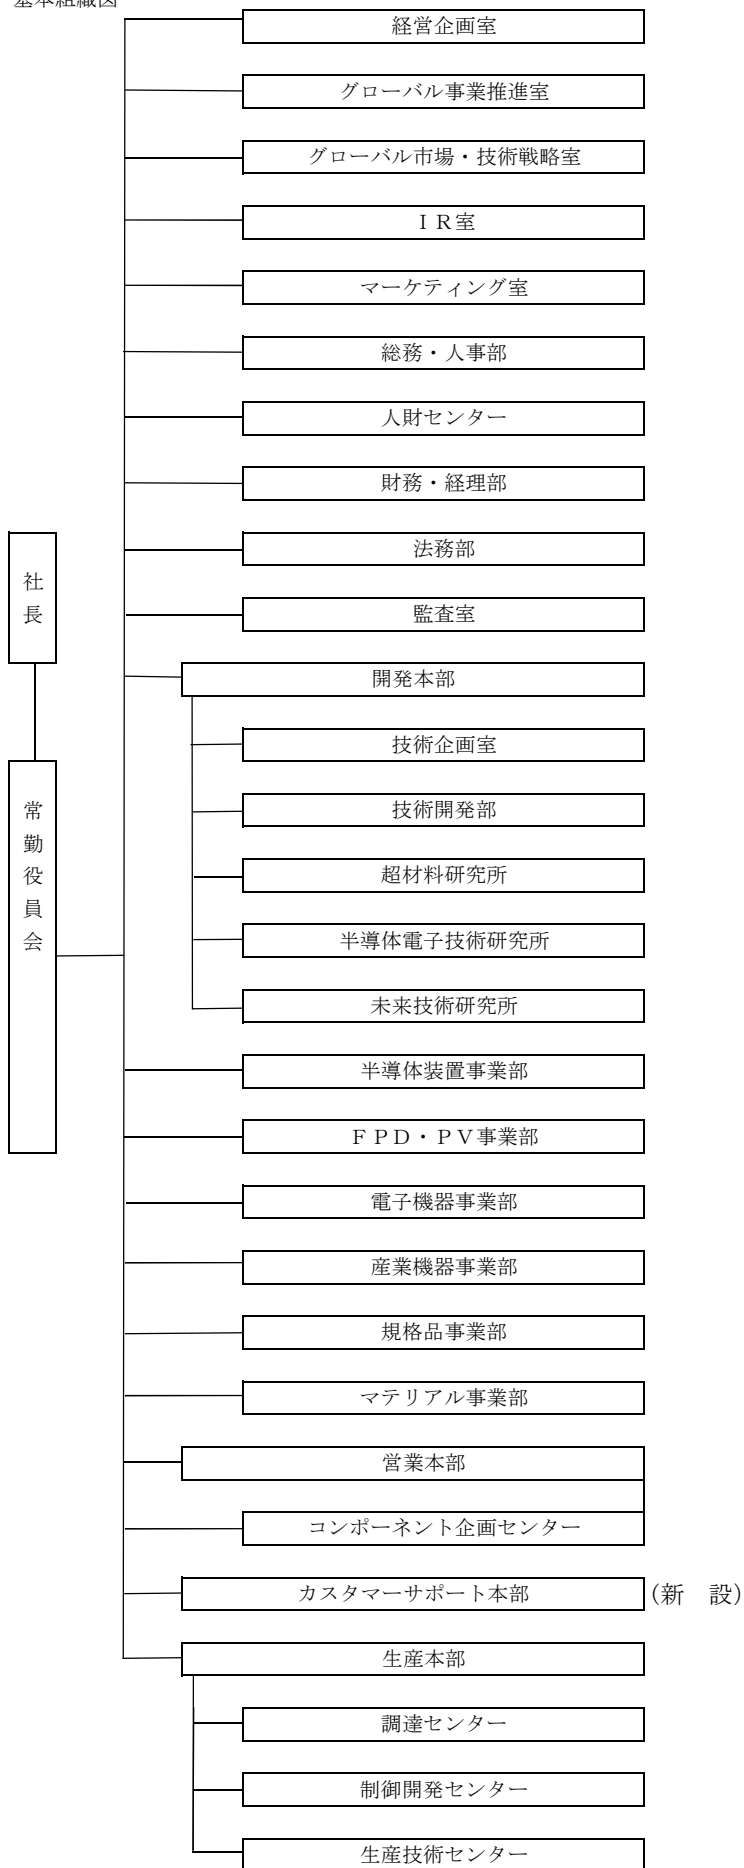 基本組織図
経営企画室
グローバル事業推進室
グローバル市場・技術戦略室
ＩＲ室
マーケティング室
総務・人事部
人財センター
財務・経理部
法務部
監査室
社長
常勤役員会
開発本部
技術企画室
技術開発部
超材料研究所
半導体電子技術研究所
未来技術研究所
半導体装置事業部
ＦＰＤ・ＰＶ事業部
電子機器事業部
産業機器事業部
規格品事業部
マテリアル事業部
営業本部
コンポーネント企画センター
カスタマーサポート本部 (新　設)
生産本部
調達センター
制御開発センター
生産技術センター